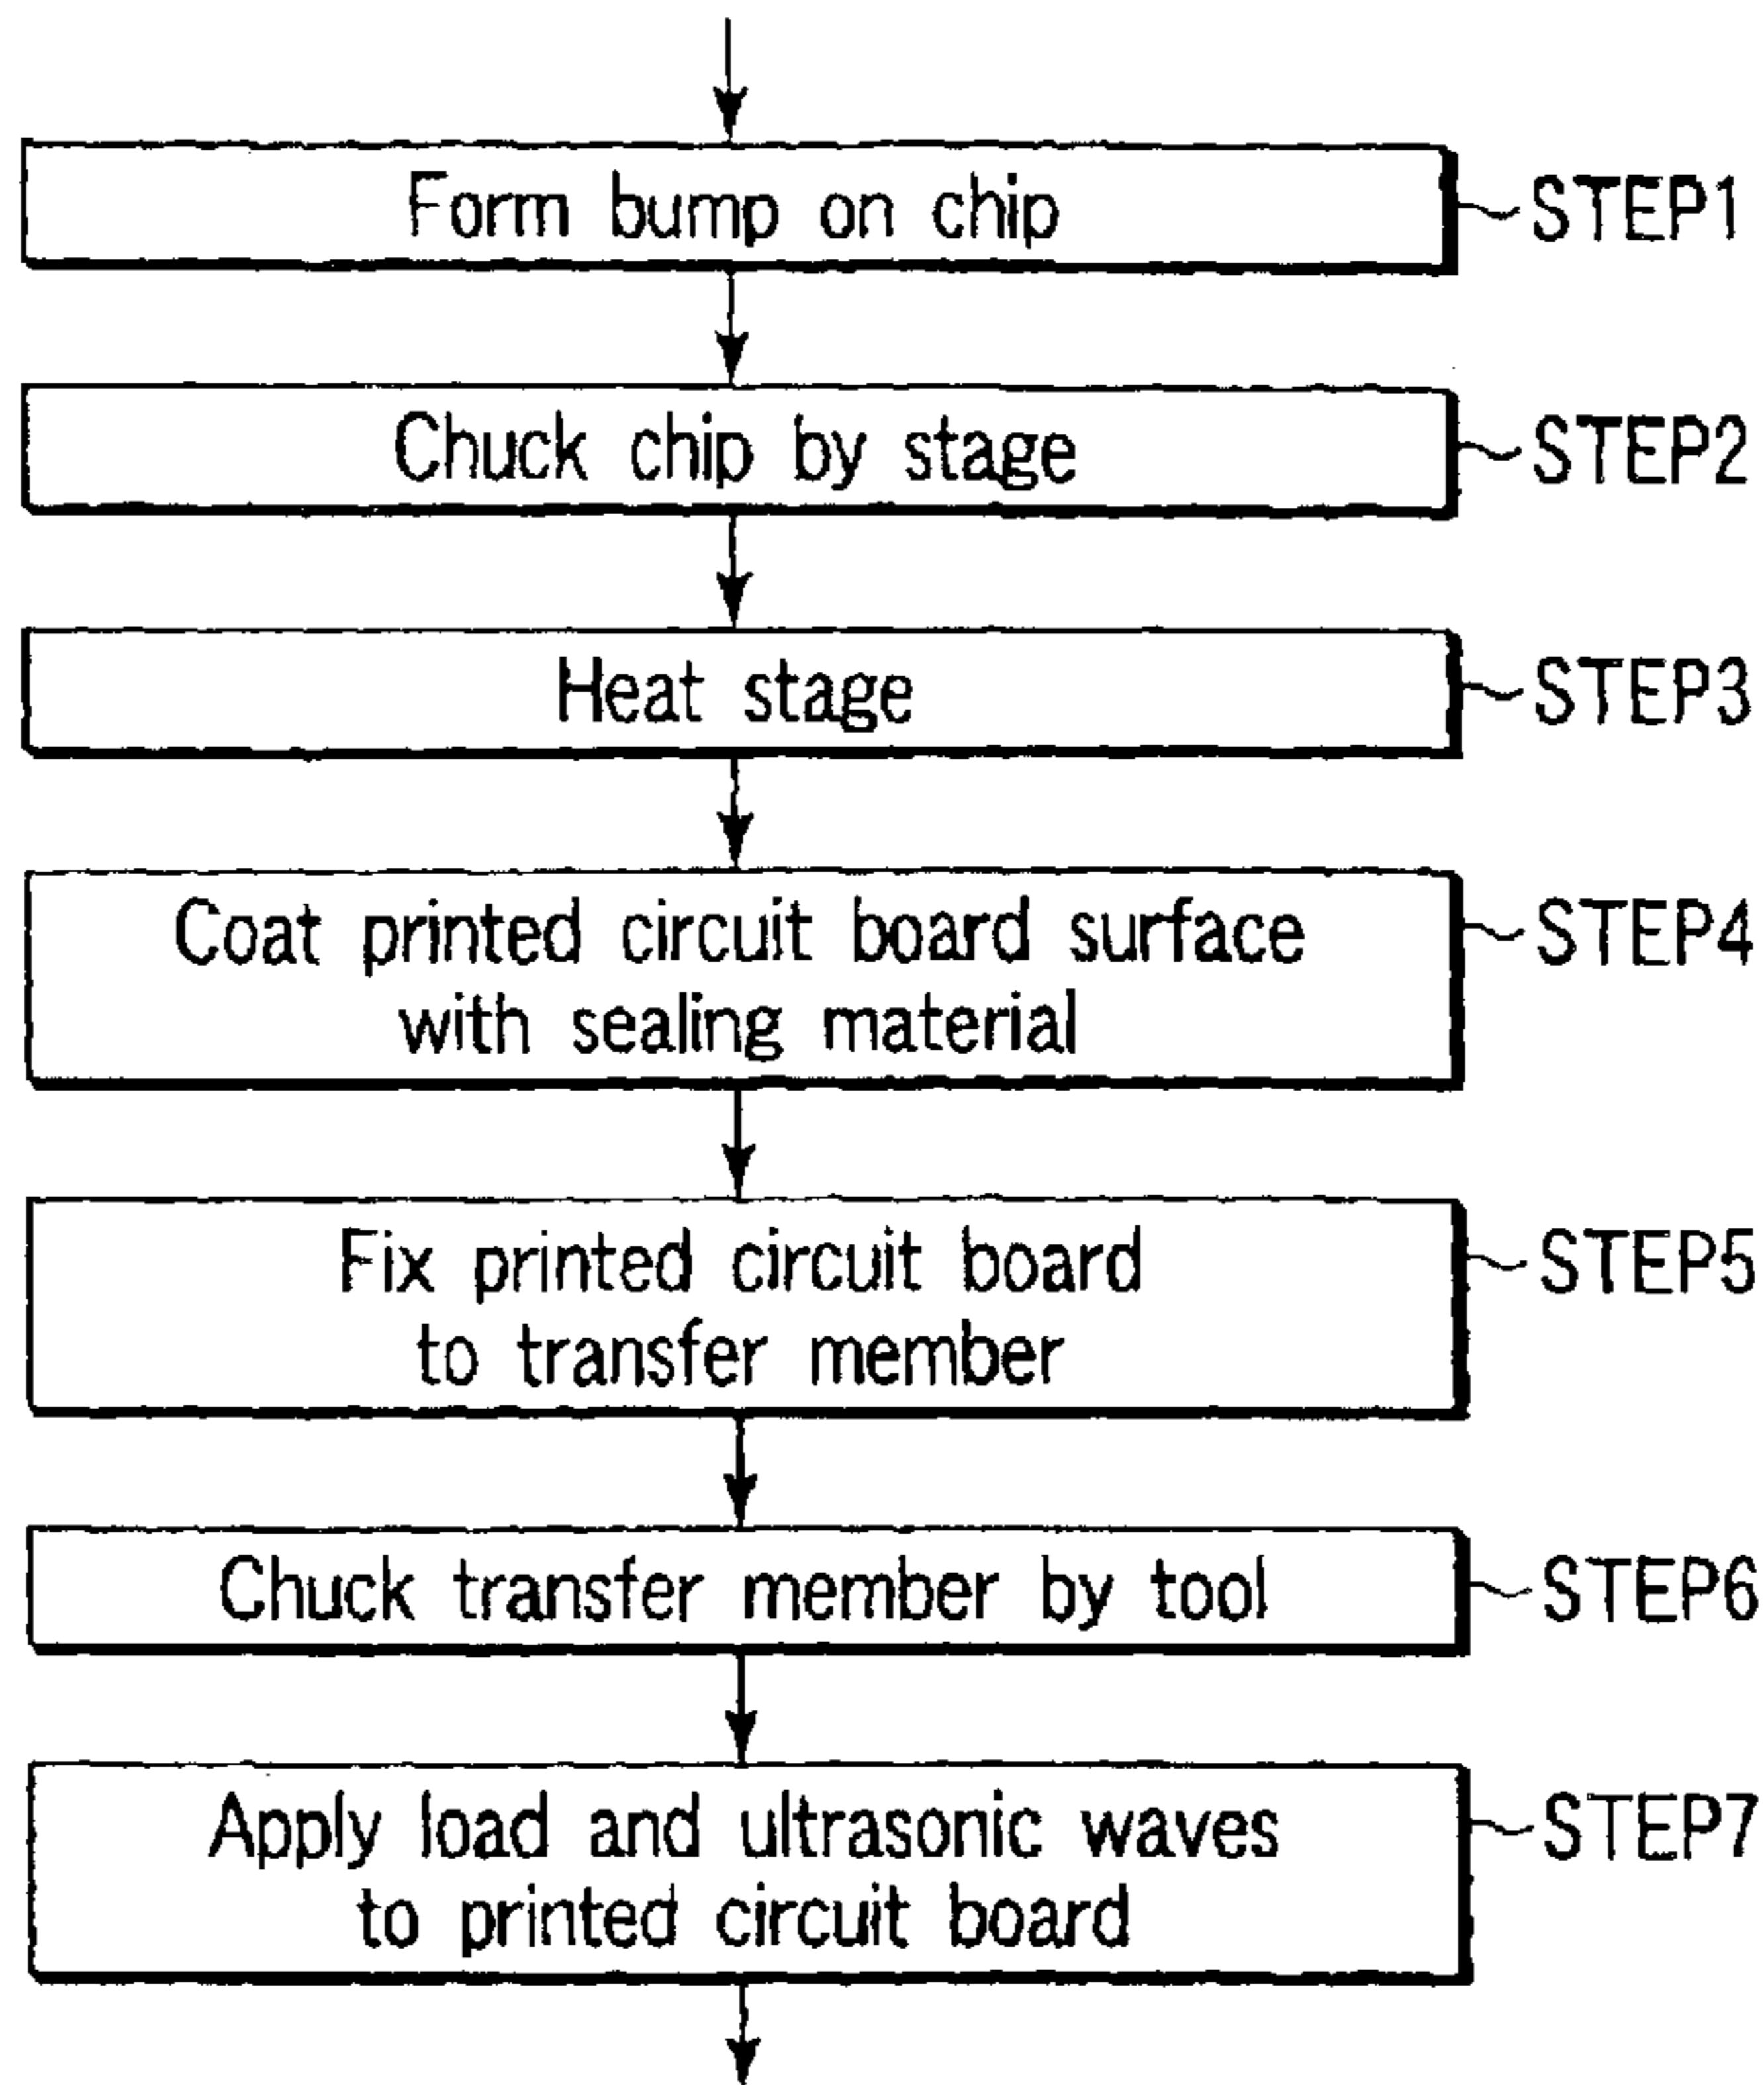 Form bump on chip
STEP1
Chuck chip by stage
STEP2
Heat stage
STEP3
Coat printed circuit board surface
with sealing material
STEP4
Fix printed circuit board
to transfer member
STEP5
Chuck transfer member by tool
STEP6
Apply load and ultrasonic waves
to printed circuit board
STEP7